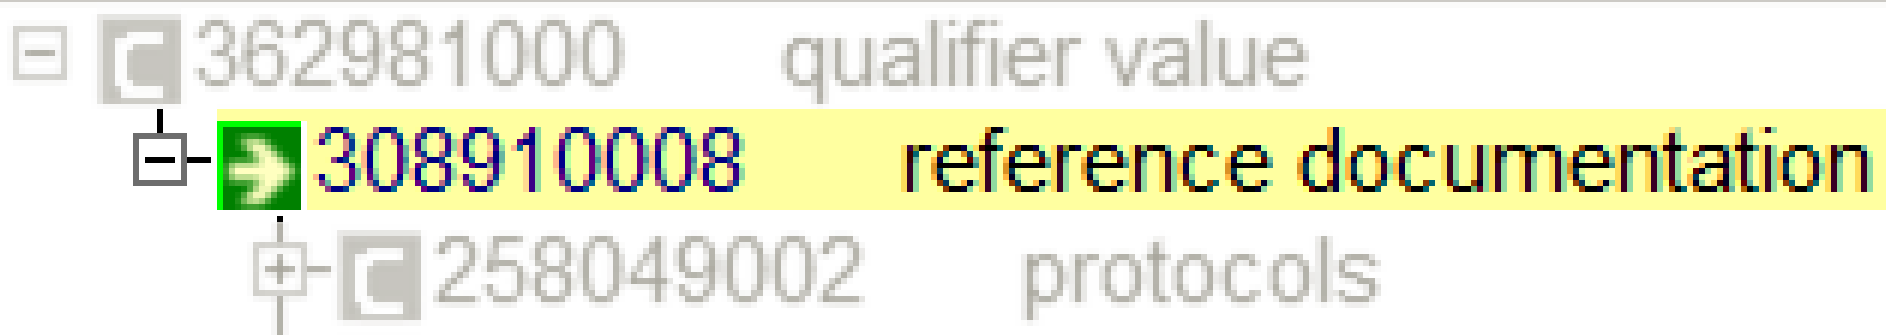 362981000 qualifier value
308910008 reference documentation
258049002 protocols